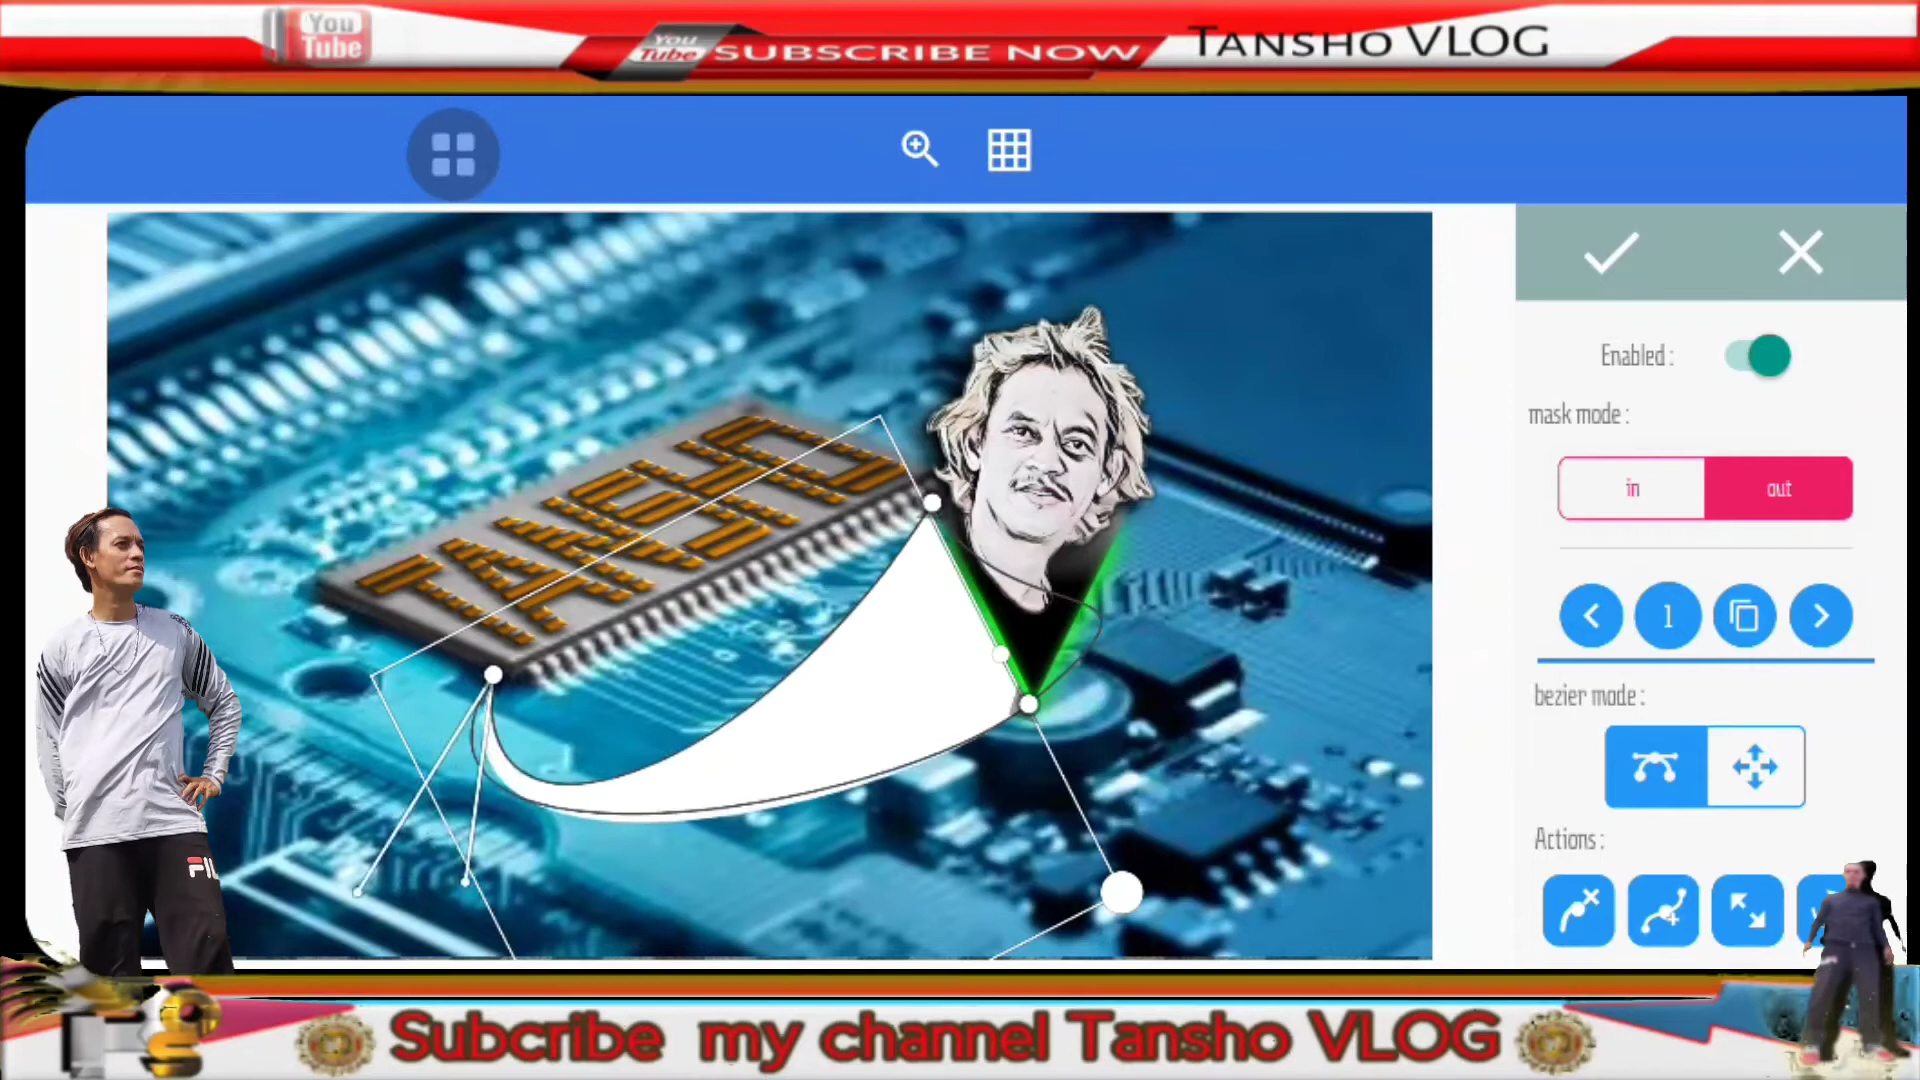 You
Tube
You
Tube SUBSCRIBE NOW
TANSHO VLOG
Enabled :
mask mode :
in
out
1
bezier mode :
Actions :
FIL
Subcribe my channel Tansho VLOG